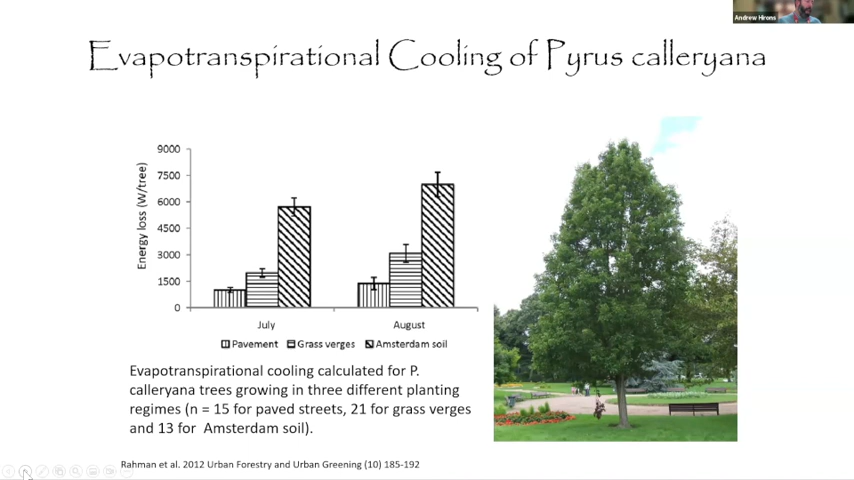 Andrew Hirons
Evapotranspirational Cooling of Pyrus calleryana
9000
7500
6000
4500
3000
1500
0
Energy loss (W/tree)
July
August
Pavement
Grass verges
Amsterdam soil
Evapotranspirational cooling calculated for P.
calleryana trees growing in three different planting
regimes (n = 15 for paved streets, 21 for grass verges
and 13 for Amsterdam soil).
Rahman et al. 2012 Urban Forestry and Urban Greening (10) 185-192